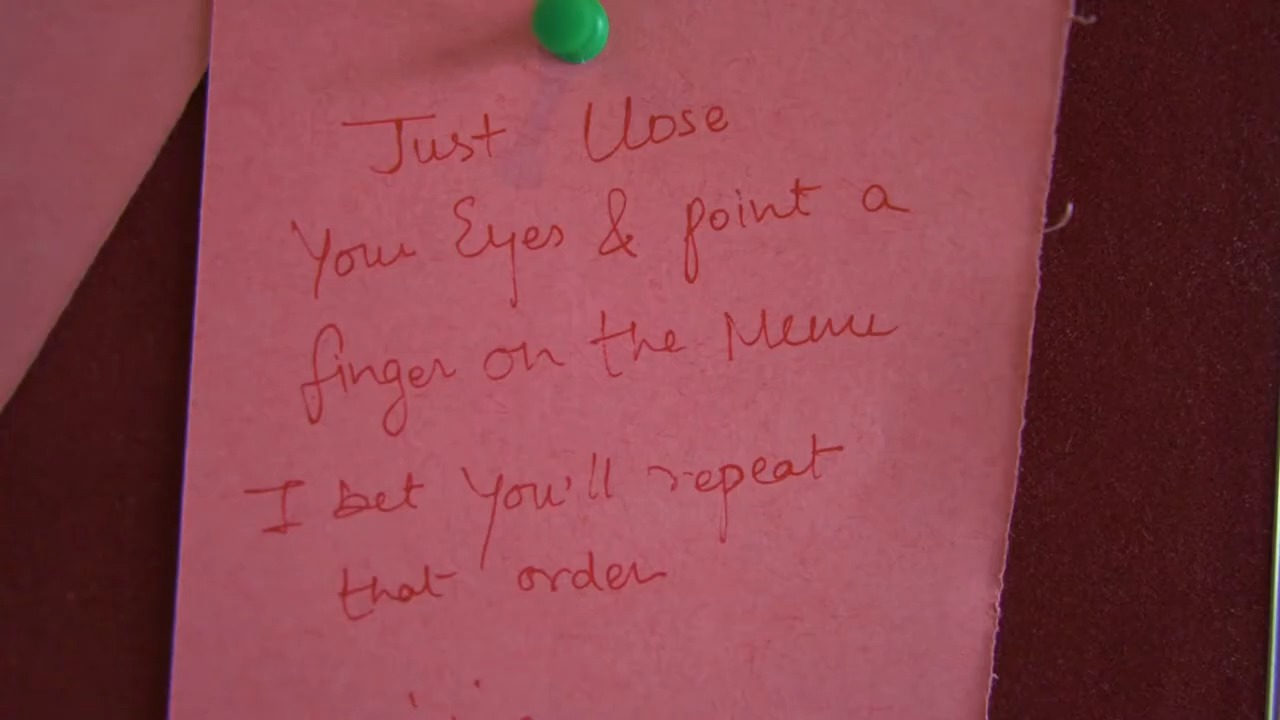 Just Close
Your Eyes & point a
finger on the Menu
I bet You'll repeat
that order